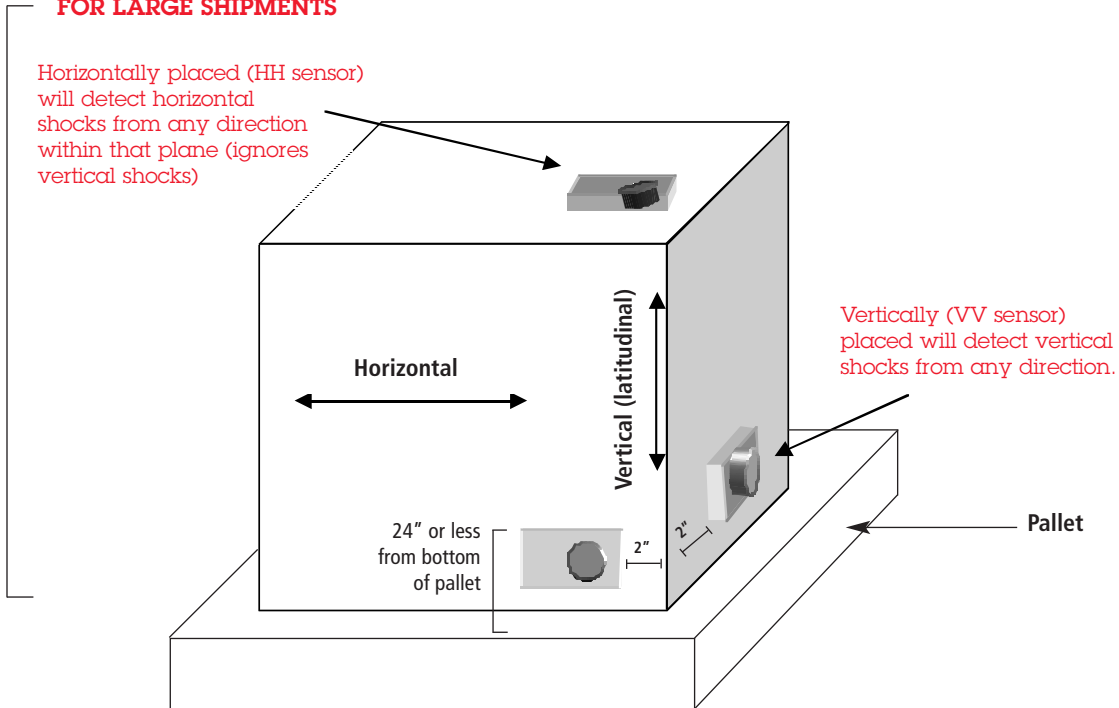 FOR LARGE SHIPMENTS
Horizontally placed (HH sensor)
will detect horizontal
shocks from any direction
within that plane (ignores
vertical shocks)
Horizontal
Vertical (latitudinal)
Vertically (VV sensor)
placed will detect vertical
shocks from any direction.
24" or less
from bottom
of pallet
2"
2"
Pallet